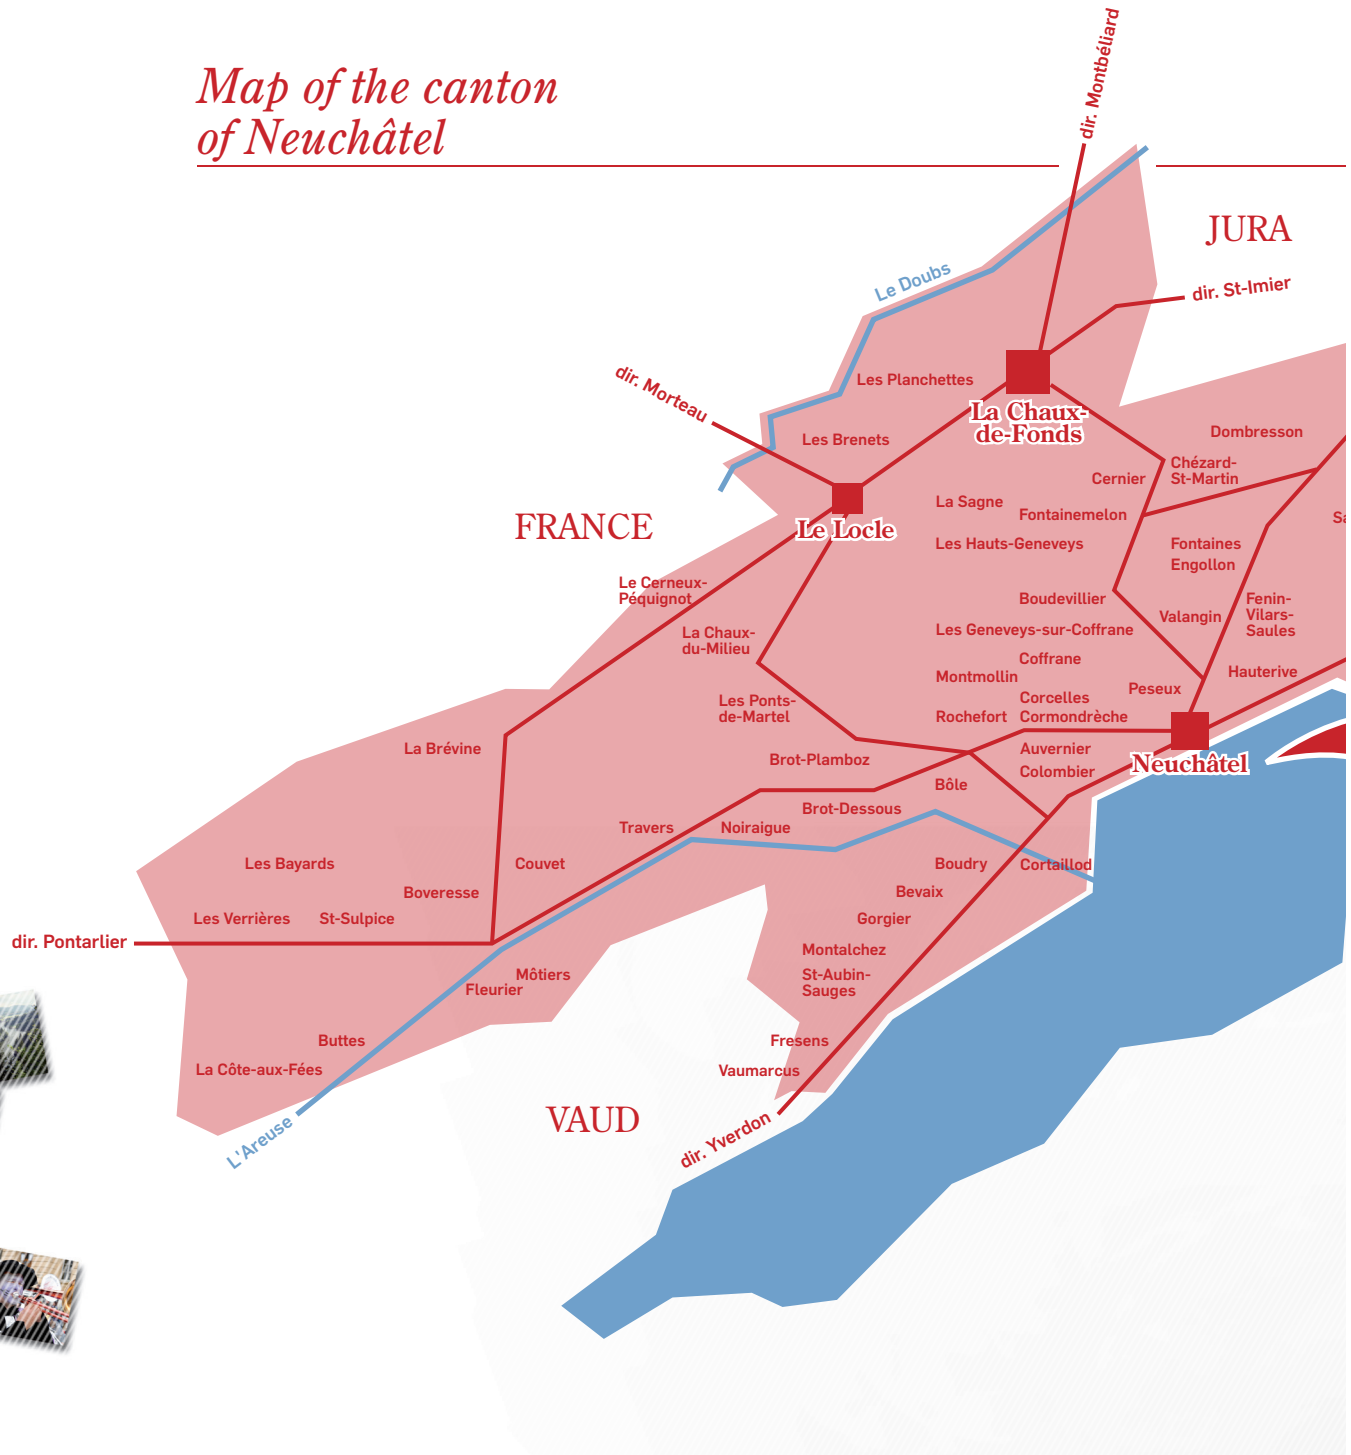 Map of the canton
of Neuchâtel
dir. Montbéliard
JURA
Le Doubs
dir. St-Imier
dir. Morteau
Les Planchettes
La Chaux-
de-Fonds
Les Brenets
Dombresson
Chézard-
St-Martin
Cernier
La Sagne
Fontainemelon
FRANCE
Le Locle
Les Hauts-Geneveys
Fontaines
Engollon
Le Cerneux-
Péquignot
Boudevillier
Fenin-
Vilars-
Saules
Valangin
La Chaux-
du-Milieu
Les Geneveys-sur-Coffrane
Coffrane
Hauterive
Montmollin
Peseux
Les Ponts-
de-Martel
Corcelles
Cormondrèche
Rochefort
La Brévine
Auvernier
Brot-Plamboz
Neuchâtel
Colombier
Bôle
Brot-Dessous
Travers
Noiraigue
Les Bayards
Couvet
Boudry
Cortaillod
Boveresse
Bevaix
Les Verrières
St-Sulpice
Gorgier
dir. Pontarlier
Montalchez
Môtiers
St-Aubin-
Sauges
Fleurier
Buttes
Fresens
La Côte-aux-Fées
Vaumarcus
VAUD
L'Areuse
dir. Yverdon